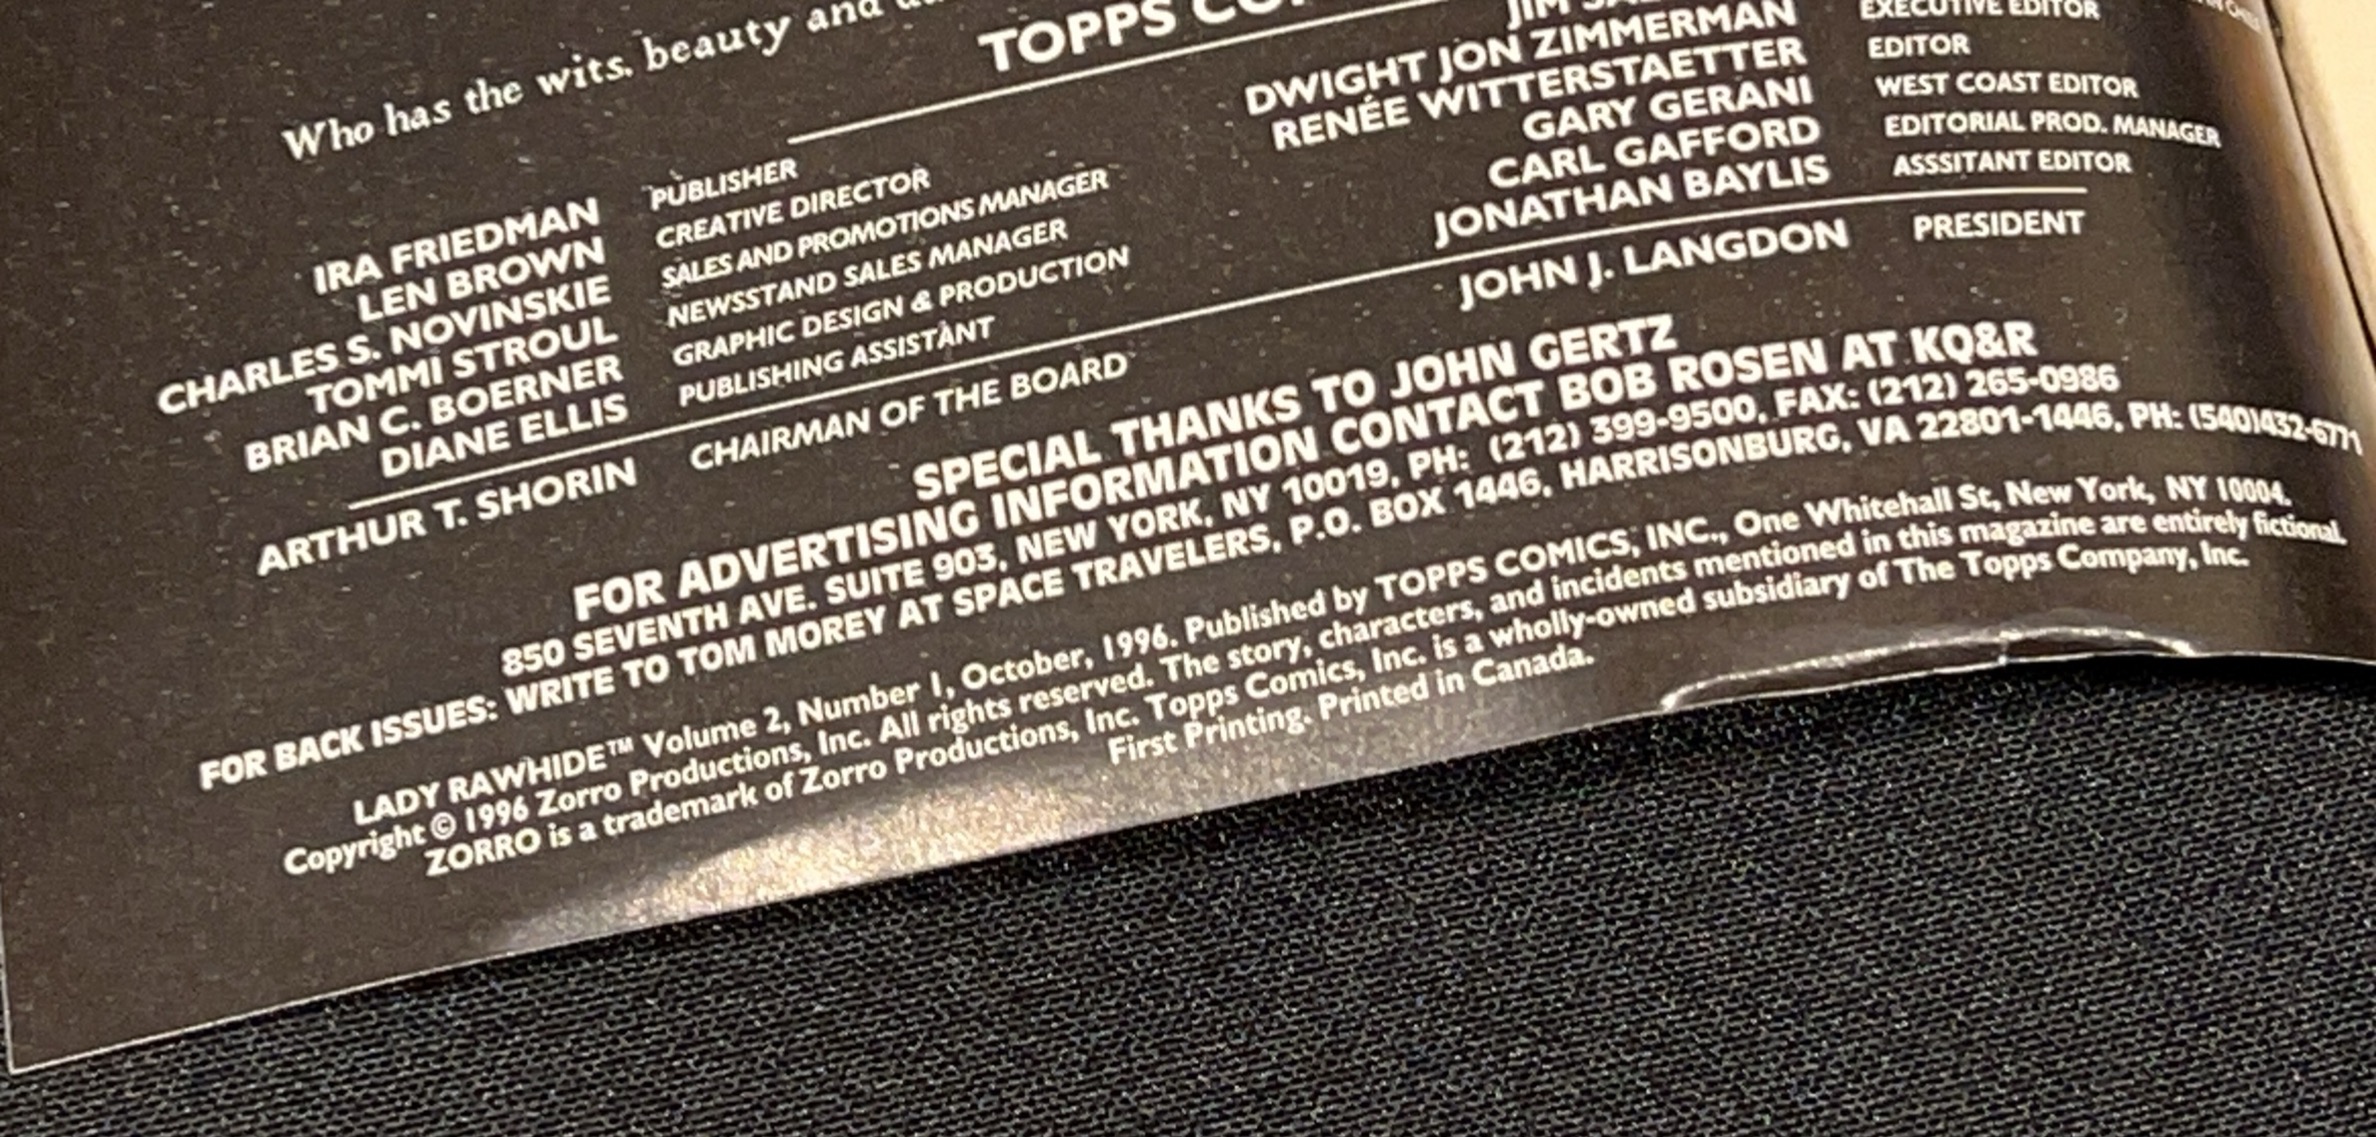 Who has the wits, beauty and
TOPPS
IRA FRIEDMAN PUBLISHER
LEN BROWN CREATIVE DIRECTOR
CHARLES S. NOVINSKIE SALES AND PROMOTIONS MANAGER
TOMMI STROUL NEWSSTAND SALES MANAGER
BRIAN C. BOERNER GRAPHIC DESIGN & PRODUCTION
DIANE ELLIS PUBLISHING ASSISTANT
JIM
DWIGHT JON ZIMMERMAN EXECUTIVE EDITOR
RENÉE WITTERSTAETTER EDITOR
GARY GERANI WEST COAST EDITOR
CARL GAFFORD EDITORIAL PROD. MANAGER
JONATHAN BAYLIS ASSSITANT EDITOR
ARTHUR T. SHORIN CHAIRMAN OF THE BOARD JOHN J. LANGDON PRESIDENT
SPECIAL THANKS TO JOHN GERTZ
FOR ADVERTISING INFORMATION CONTACT BOB ROSEN AT KQ&R
850 SEVENTH AVE. SUITE 903, NEW YORK, NY 10019, PH: (212) 399-9500, FAX: (212) 265-0986
FOR BACK ISSUES: WRITE TO TOM MOREY AT SPACE TRAVELERS, P.O. BOX 1446, HARRISONBURG, VA 22801-1446, PH: (540)432-6771
LADY RAWHIDE™ Volume 2, Number 1, October, 1996. Published by TOPPS COMICS, INC., One Whitehall St, New York, NY 10004.
Copyright © 1996 Zorro Productions, Inc. All rights reserved. The story, characters, and incidents mentioned in this magazine are entirely fictional.
ZORRO is a trademark of Zorro Productions, Inc. Topps Comics, Inc. is a wholly-owned subsidiary of The Topps Company, Inc.
First Printing. Printed in Canada.